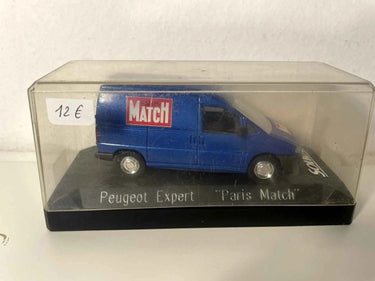 12 €
MATCH
Peugeot Expert "Paris Match"